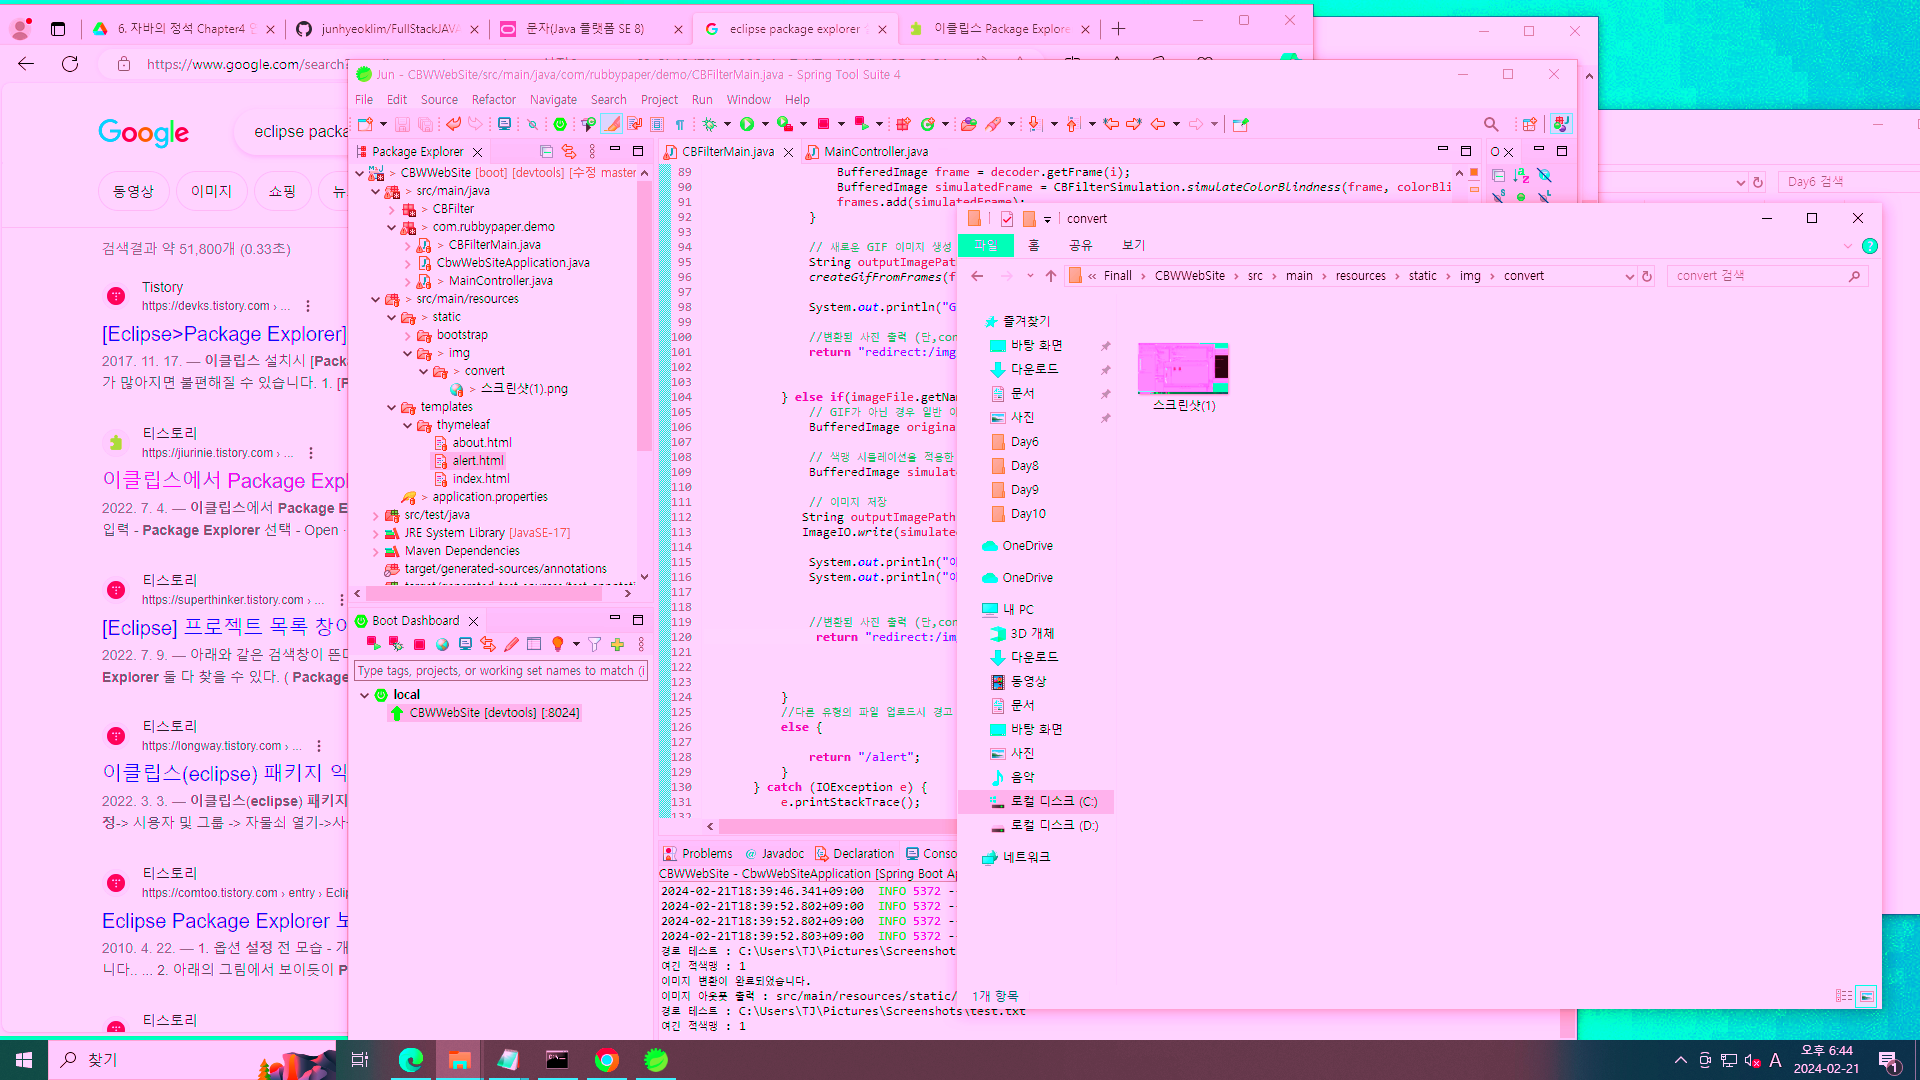 6. 자바의 정석 Chapter4
junhyeoklim/FullStackJAVA
문자(Java 플랫폼 SE 8)
eclipse package explorer
이클립스 Package Explorer
https://www.google.com/search?
Google
eclipse packa
동영상
이미지
쇼핑
뉴
검색결과 약 51,800개 (0.33초)
Tistory
https://devks.tistory.com › ...
[Eclipse>Package Explorer]
2017. 11. 17. — 이클립스 설치시 [Pack
가 많아지면 불편해질 수 있습니다. 1. [P
티스토리
https://jiurinie.tistory.com › ...
이클립스에서 Package Expl
2022. 7. 4. — 이클립스에서 Package E
입력 - Package Explorer 선택 - Open
티스토리
https://superthinker.tistory.com › ...
[Eclipse] 프로젝트 목록 창이
2022. 7. 9. — 아래와 같은 검색창이 뜬다
Explorer 둘 다 찾을 수 있다. ( Package
티스토리
https://longway.tistory.com › ...
이클립스(eclipse) 패키지 익
2022. 3. 3. — 이클립스(eclipse) 패키지
정-> 시용자 및 그룹 -> 자물쇠 열기->사
티스토리
https://comtoo.tistory.com › entry › Eclip
Eclipse Package Explorer 보
2010. 4. 22. — 1. 옵션 설정 전 모습 - 개
니다.. ... 2. 아래의 그림에서 보이듯이 P
티스토리
Jun - CBWWebSite/src/main/java/com/rubbypaper/demo/CBFilterMain.java - Spring Tool Suite 4
File Edit Source Refactor Navigate Search Project Run Window Help
Package Explorer
CBWWebSite [boot] [devtools] [수정 master
src/main/java
CBFilter
com.rubbypaper.demo
CBFilterMain.java
CbwWebSiteApplication.java
MainController.java
src/main/resources
static
bootstrap
img
convert
스크린샷(1).png
templates
thymeleaf
about.html
alert.html
index.html
application.properties
src/test/java
JRE System Library [JavaSE-17]
Maven Dependencies
target/generated-sources/annotations
Boot Dashboard
Type tags, projects, or working set names to match (i
local
CBWWebSite [devtools] [:8024]
CBFilterMain.java
MainController.java
89 BufferedImage frame = decoder.getFrame(i);
90 BufferedImage simulatedFrame = CBFilterSimulation.simulateColorBlindness(frame, colorBli
91 frames.add(simulatedFrame);
92 }
93
94 // 새로운 GIF 이미지 생성
95 String outputImagePat
96 createGifFromFrames(f
97
98 System.out.println("G
99
100 //변환된 사진 출력 (단,con
101 return "redirect:/img
102
103
104 } else if(imageFile.getNam
105 // GIF가 아닌 경우 일반 이
106 BufferedImage origina
107
108 // 색맹 시뮬레이션을 적용한
109 BufferedImage simulate
110
111 // 이미지 저장
112 String outputImagePath
113 ImageIO.write(simulated
114
115 System.out.println("이
116 System.out.println("이
117
118
119 //변환된 사진 출력 (단,con
120 return "redirect:/img
121
122
123
124 }
125 //다른 유형의 파일 업로드시 경고
126 else {
127
128 return "/alert";
129 }
130 } catch (IOException e) {
131 e.printStackTrace();
132
Problems
Javadoc
Declaration
Conso
CBWWebSite - CbwWebSiteApplication [Spring Boot Ap
2024-02-21T18:39:46.341+09:00 INFO 5372 --
2024-02-21T18:39:52.802+09:00 INFO 5372 --
2024-02-21T18:39:52.802+09:00 INFO 5372 --
2024-02-21T18:39:52.803+09:00 INFO 5372 --
경로 테스트 : C:\Users\TJ\Pictures\Screenshot
여긴 적색맹 : 1
이미지 변환이 완료되었습니다.
이미지 아웃풋 출력 : src/main/resources/static/
경로 테스트 : C:\Users\TJ\Pictures\Screenshots\test.txt
여긴 적색맹 : 1
Day6 검색
convert
파일
홈
공유
보기
« Finall › CBWWebSite › src › main › resources › static › img › convert
convert 검색
즐겨찾기
바탕 화면
다운로드
문서
사진
Day6
Day8
Day9
Day10
OneDrive
OneDrive
내 PC
3D 개체
다운로드
동영상
문서
바탕 화면
사진
음악
로컬 디스크 (C:)
로컬 디스크 (D:)
네트워크
스크린샷(1)
1개 항목
찾기
A
오후 6:44
2024-02-21
1